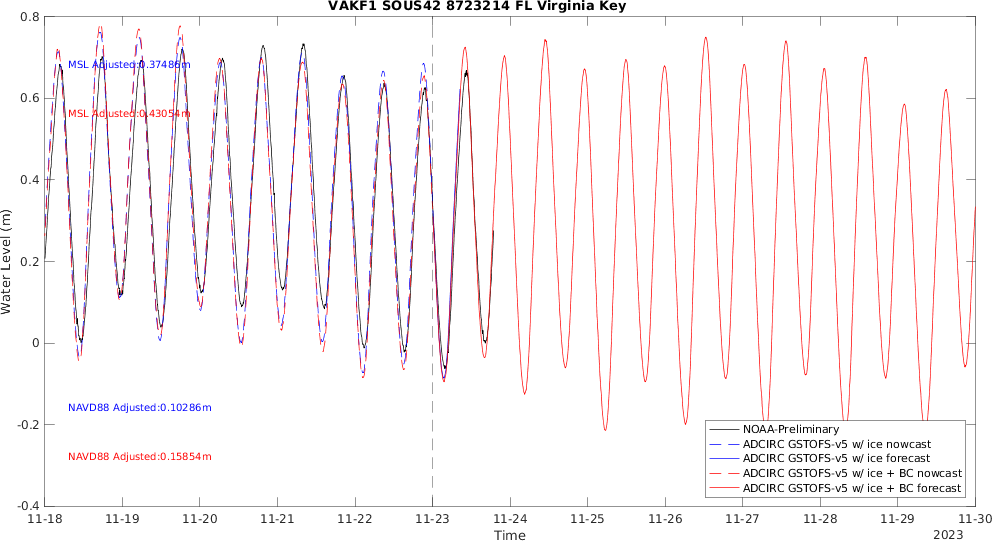 VAKF1 SOUS42 8723214 FL Virginia Key
0.8
0.6
0.4
0.2
0
-0.2
-0.4
Water Level (m)
MSL Adjusted:0.37486m
MSL Adjusted:0.43054m
NAVD88 Adjusted:0.10286m
NAVD88 Adjusted:0.15854m
NOAA-Preliminary
ADCIRC GSTOFS-v5 w/ ice nowcast
ADCIRC GSTOFS-v5 w/ ice forecast
ADCIRC GSTOFS-v5 w/ ice + BC nowcast
ADCIRC GSTOFS-v5 w/ ice + BC forecast
11-18 11-19 11-20 11-21 11-22 11-23 11-24 11-25 11-26 11-27 11-28 11-29 11-30
Time
2023